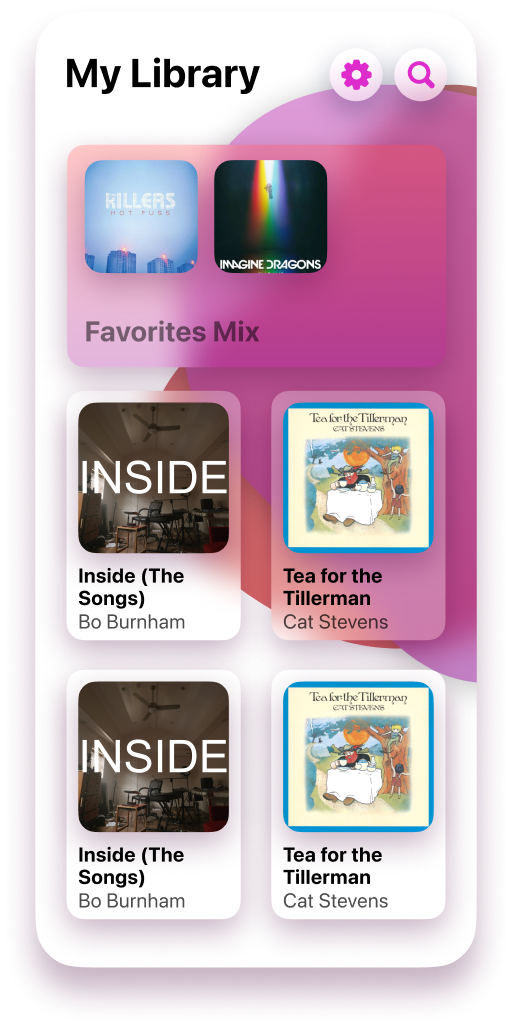 My Library
KILLERS
HOT FUSS
IMAGINE DRAGONS
Favorites Mix
INSIDE
Tea for the Tillerman
CAT STEVENS
Inside (The
Songs)
Bo Burnham
Tea for the
Tillerman
Cat Stevens
INSIDE
Tea for the Tillerman
CAT STEVENS
Inside (The
Songs)
Bo Burnham
Tea for the
Tillerman
Cat Stevens